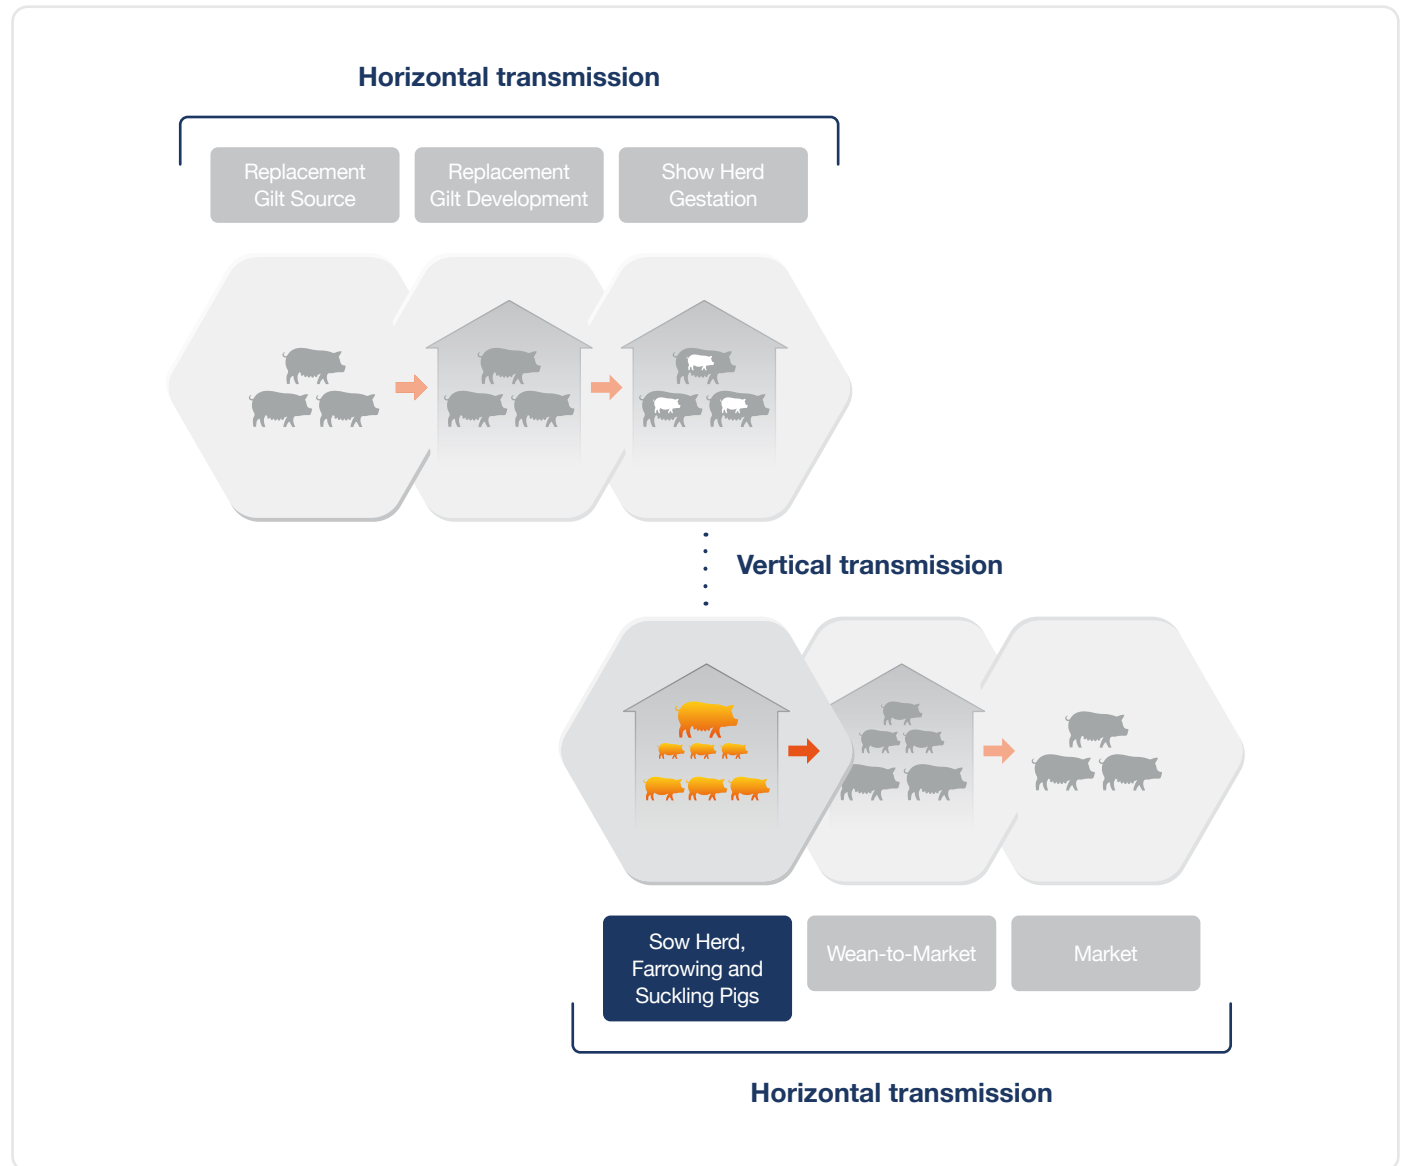 Horizontal transmission
Replacement
Gilt Source
Replacement
Gilt Development
Show Herd
Gestation
Vertical transmission
Sow Herd,
Farrowing and
Suckling Pigs
Wean-to-Market
Market
Horizontal transmission